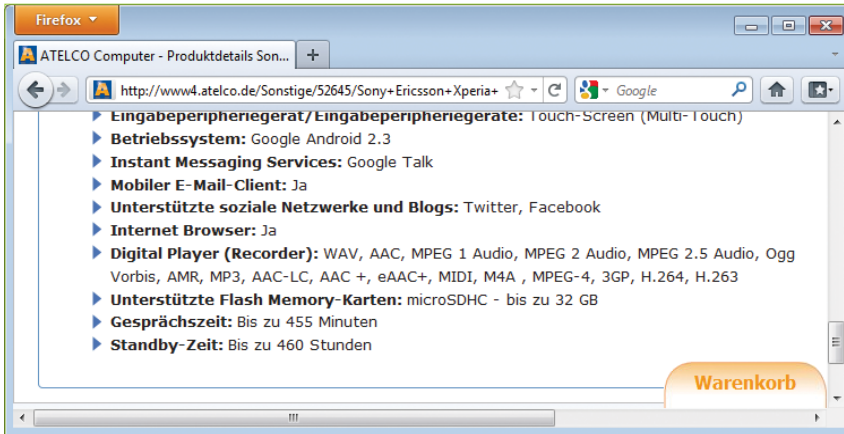 Firefox
ATELCO Computer - Produktdetails Son...
http://www4.atelco.de/Sonstige/52645/Sony+Ericsson+Xperia+
Google
Eingabeperipheriegerät/Eingabeperipheriegeräte: Touch-Screen (Multi-Touch)
Betriebssystem: Google Android 2.3
Instant Messaging Services: Google Talk
Mobiler E-Mail-Client: Ja
Unterstützte soziale Netzwerke und Blogs: Twitter, Facebook
Internet Browser: Ja
Digital Player (Recorder): WAV, AAC, MPEG 1 Audio, MPEG 2 Audio, MPEG 2.5 Audio, Ogg
Vorbis, AMR, MP3, AAC-LC, AAC +, eAAC+, MIDI, M4A , MPEG-4, 3GP, H.264, H.263
Unterstützte Flash Memory-Karten: microSDHC - bis zu 32 GB
Gesprächszeit: Bis zu 455 Minuten
Standby-Zeit: Bis zu 460 Stunden
Warenkorb